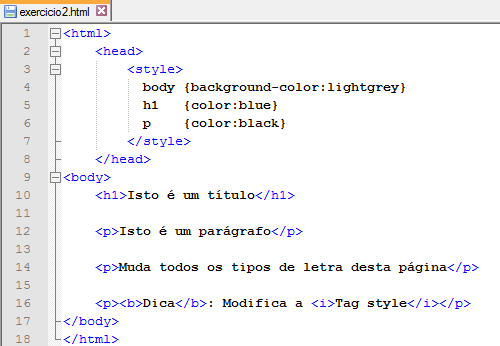 exercicio2.html
1 <html>
2 <head>
3 <style>
4 body {background-color:lightgrey}
5 h1 {color:blue}
6 p {color:black}
7 </style>
8 </head>
9 <body>
10 <h1>Isto é um título</h1>
11
12 <p>Isto é um parágrafo</p>
13
14 <p>Muda todos os tipos de letra desta página</p>
15
16 <p><b>Dica</b>: Modifica a <i>Tag style</i></p>
17 </body>
18 </html>